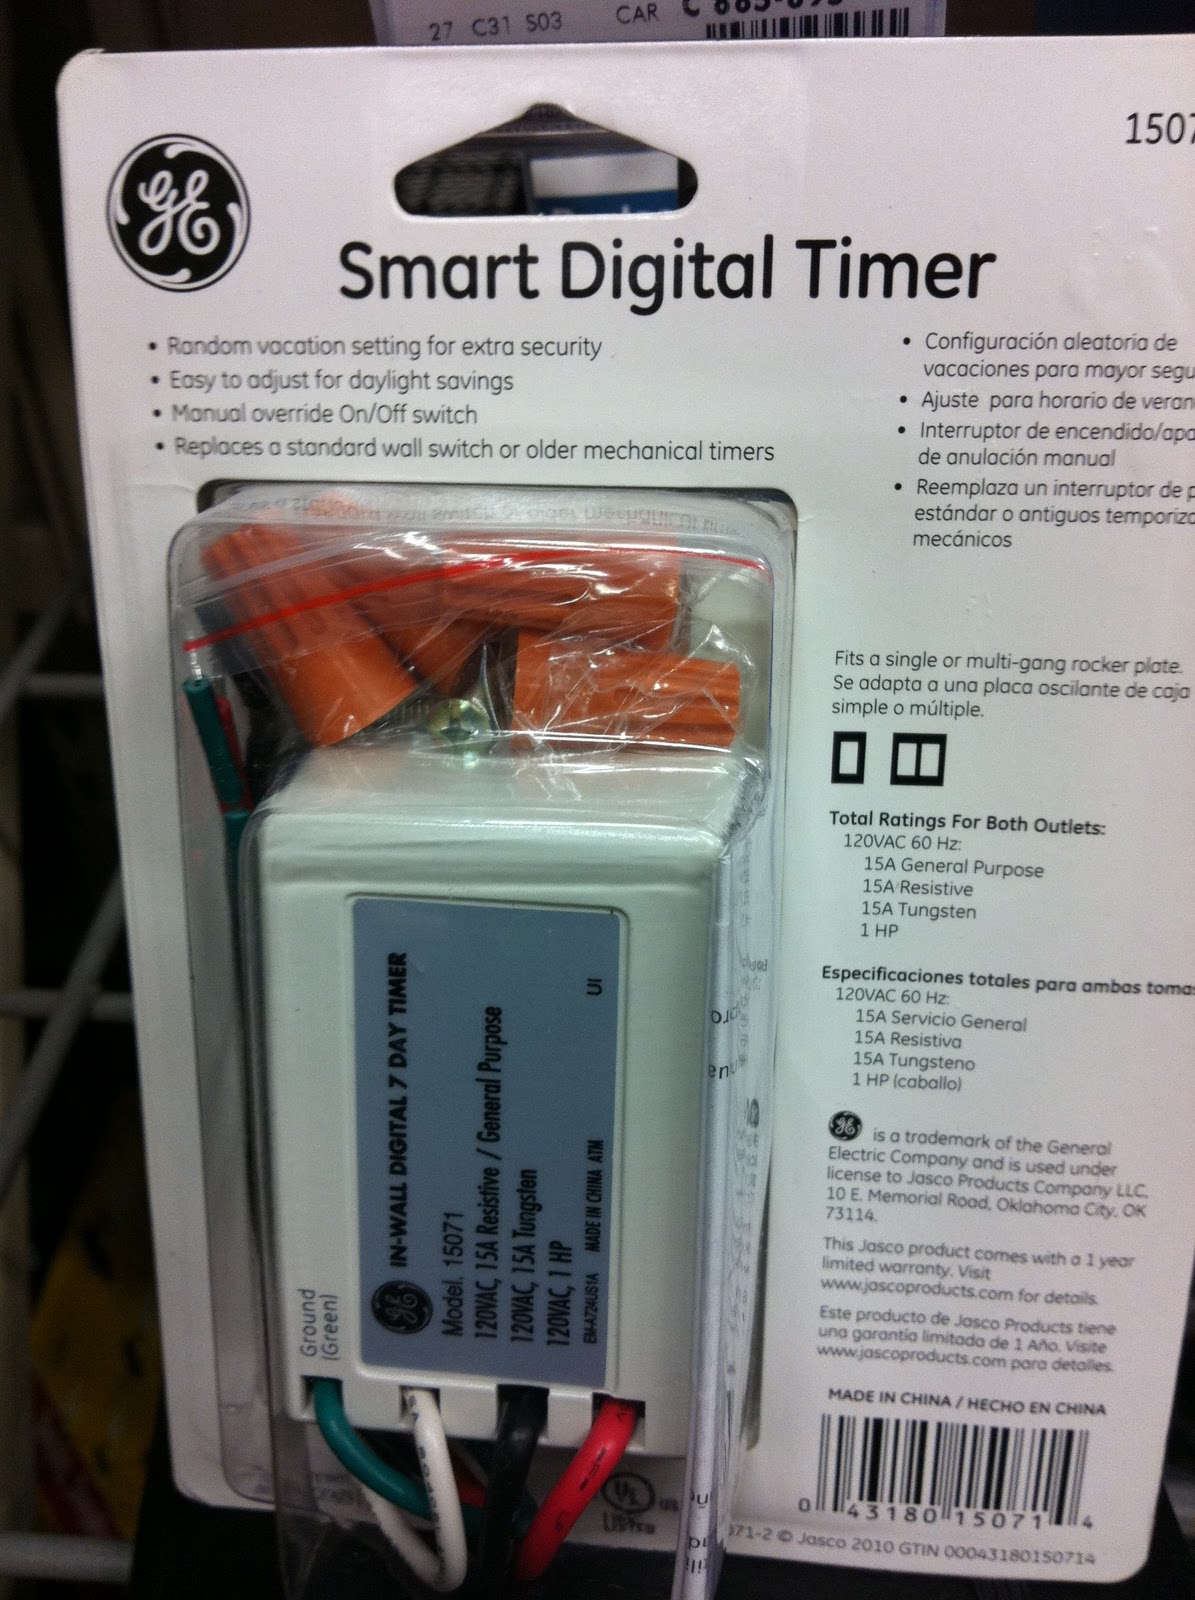 27 C31 S03 CAR
GE
1507
Smart Digital Timer
• Random vacation setting for extra security
• Easy to adjust for daylight savings
• Manual override On/Off switch
• Replaces a standard wall switch or older mechanical timers
• Configuración aleatoria de
vacaciones para mayor segu
• Ajuste para horario de veran
• Interruptor de encendido/apa
de anulación manual
• Reemplaza un interruptor de p
estándar o antiguos temporiza
mecánicos
Fits a single or multi-gang rocker plate.
Se adapta a una placa oscilante de caja
simple o múltiple.
Total Ratings For Both Outlets:
120VAC 60 Hz:
15A General Purpose
15A Resistive
15A Tungsten
1 HP
Especificaciones totales para ambas tomas
120VAC 60 Hz:
15A Servicio General
15A Resistiva
15A Tungsteno
1 HP (caballo)
GE is a trademark of the General
Electric Company and is used under
license to Jasco Products Company LLC,
10 E. Memorial Road, Oklahoma City, OK
73114.
This Jasco product comes with a 1 year
limited warranty. Visit
www.jascoproducts.com for details.
Este producto de Jasco Products tiene
una garantía limitada de 1 Año. Visite
www.jascoproducts.com para detalles.
MADE IN CHINA / HECHO EN CHINA
0 43180 15071 4
071-2 © Jasco 2010 GTIN 00043180150714
GE IN-WALL DIGITAL 7 DAY TIMER
Model. 15071
120VAC, 15A Resistive / General Purpose
120VAC, 15A Tungsten
120VAC, 1 HP
MADE IN CHINA ATM
UI
Ground
(Green)
UL
Listed